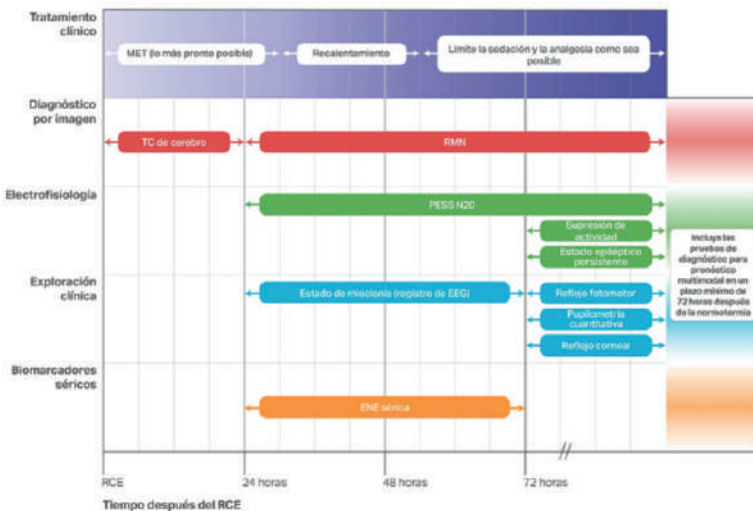 Tratamiento
clínico
MET (lo más pronto posible)
Recalentamiento
Limite la sedación y la analgesia como sea
posible
Diagnóstico
por imagen
TC de cerebro
RMN
Electrofisiología
PESS N20
Supresión de
actividad
Estado epiléptico
persistente
Incluya las
pruebas de
diagnóstico para
pronóstico
multimodal en un
plazo mínimo de
72 horas después
de la normotermia
Exploración
clínica
Estado de mioclonía (registro de EEG)
Reflejo fotomotor
Pupilometría
cuantitativa
Reflejo corneal
Biomarcadores
séricos
ENE sérica
RCE
24 horas
48 horas
72 horas
Tiempo después del RCE